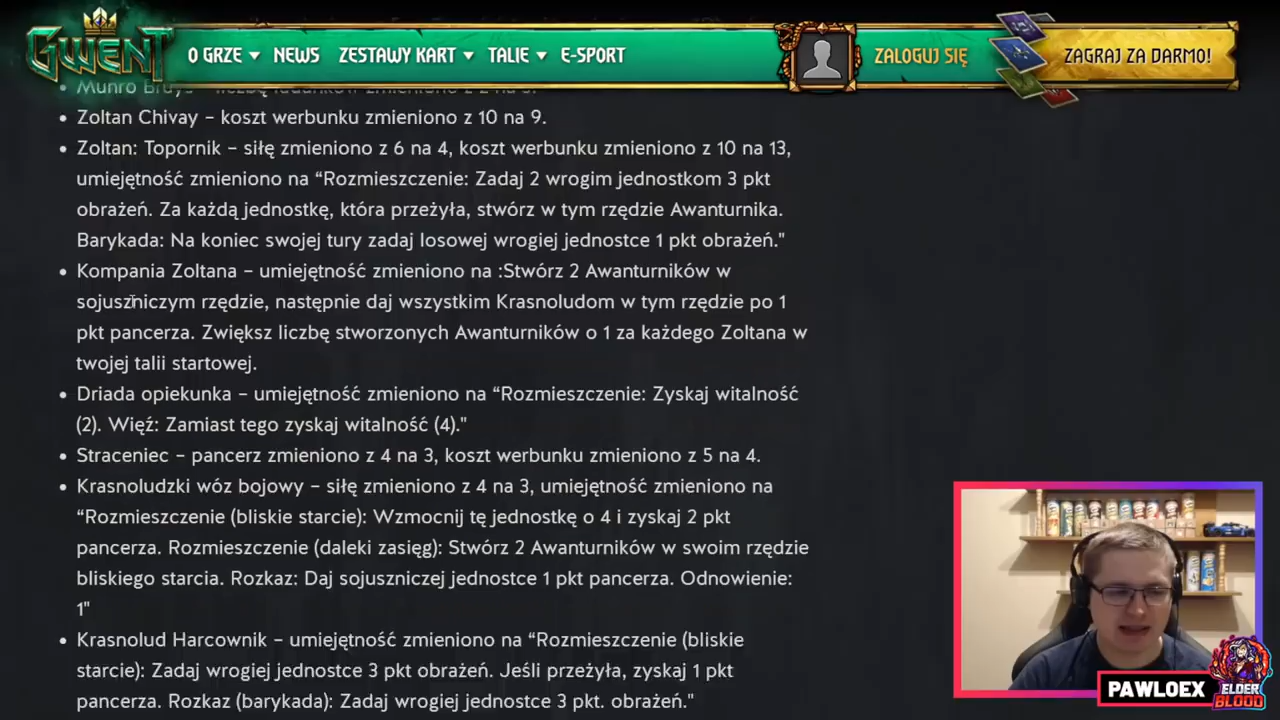 GWENT
O GRZE
NEWS
ZESTAWY KART
TALIE
E-SPORT
ZALOGUJ SIĘ
ZAGRAJ ZA DARMO!
Zoltan Chivay – koszt werbunku zmieniono z 10 na 9.
Zoltan: Topornik – siłę zmieniono z 6 na 4, koszt werbunku zmieniono z 10 na 13,
umiejętność zmieniono na “Rozmieszczenie: Zadaj 2 wrogim jednostkom 3 pkt
obrażeń. Za każdą jednostkę, która przeżyła, stwórz w tym rzędzie Awanturnika.
Barykada: Na koniec swojej tury zadaj losowej wrogiej jednostce 1 pkt obrażeń."
Kompania Zoltana – umiejętność zmieniono na :Stwórz 2 Awanturników w
sojuszniczym rzędzie, następnie daj wszystkim Krasnoludom w tym rzędzie po 1
pkt pancerza. Zwiększ liczbę stworzonych Awanturników o 1 za każdego Zoltana w
twojej talii startowej.
Driada opiekunka – umiejętność zmieniono na “Rozmieszczenie: Zyskaj witalność
(2). Więź: Zamiast tego zyskaj witalność (4)."
Straceniec – pancerz zmieniono z 4 na 3, koszt werbunku zmieniono z 5 na 4.
Krasnoludzki wóz bojowy – siłę zmieniono z 4 na 3, umiejętność zmieniono na
“Rozmieszczenie (bliskie starcie): Wzmocnij tę jednostkę o 4 i zyskaj 2 pkt
pancerza. Rozmieszczenie (daleki zasięg): Stwórz 2 Awanturników w swoim rzędzie
bliskiego starcia. Rozkaz: Daj sojuszniczej jednostce 1 pkt pancerza. Odnowienie:
1"
Krasnolud Harcownik – umiejętność zmieniono na “Rozmieszczenie (bliskie
starcie): Zadaj wrogiej jednostce 3 pkt obrażeń. Jeśli przeżyła, zyskaj 1 pkt
pancerza. Rozkaz (barykada): Zadaj wrogiej jednostce 3 pkt. obrażeń."
PAWLOEX
ELDER
BLOOD